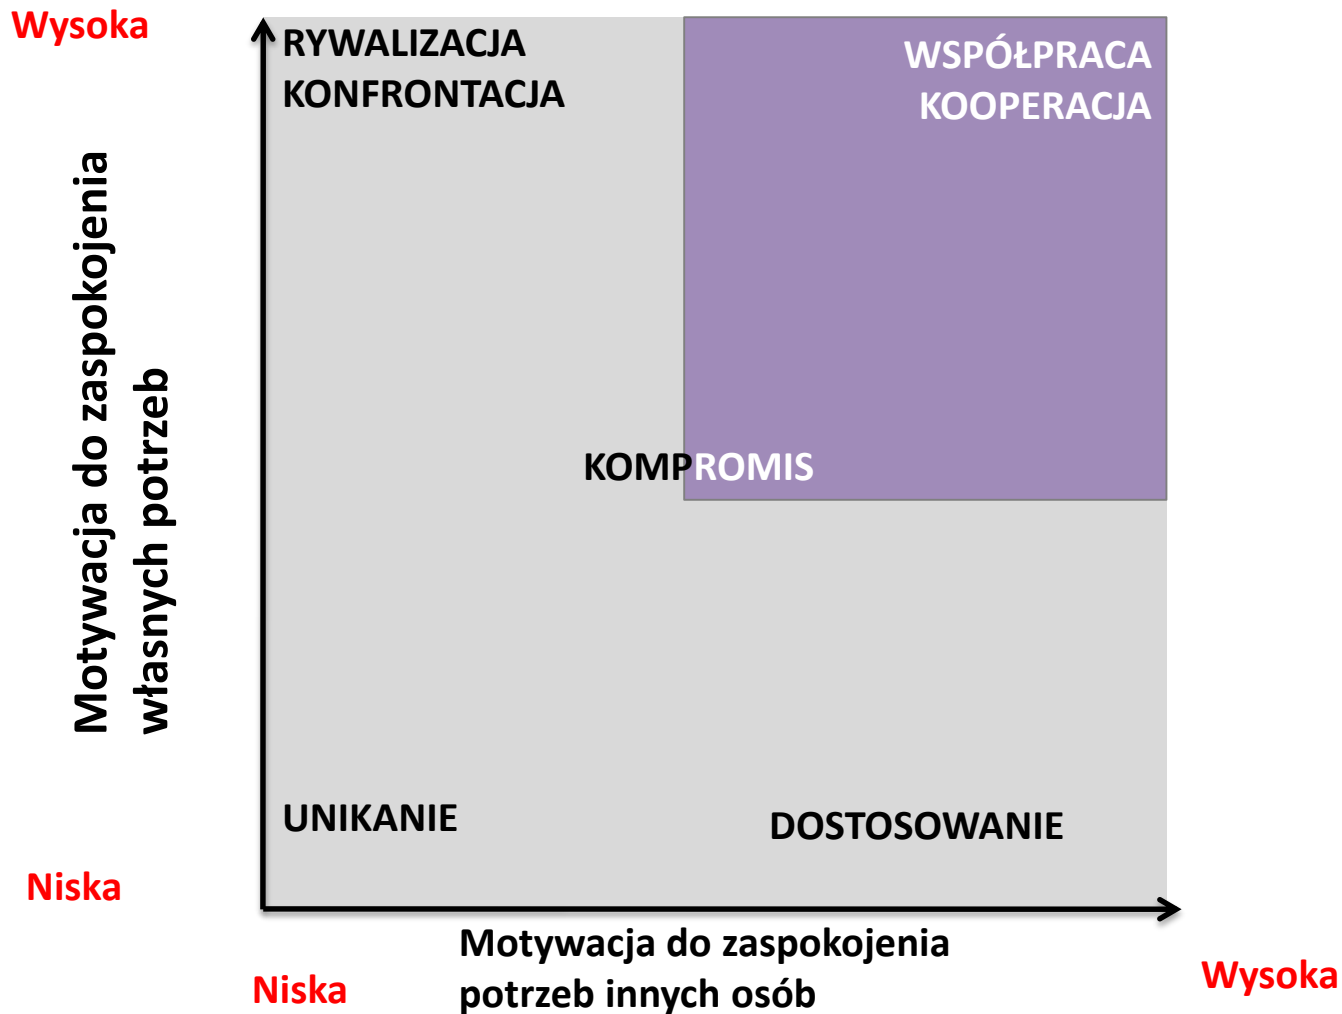 Wysoka
RYWALIZACJA
KONFRONTACJA
WSPÓŁPRACA
KOOPERACJA
Motywacja do zaspokojenia
własnych potrzeb
KOMPROMIS
UNIKANIE
DOSTOSOWANIE
Niska
Motywacja do zaspokojenia
potrzeb innych osób
Niska
Wysoka